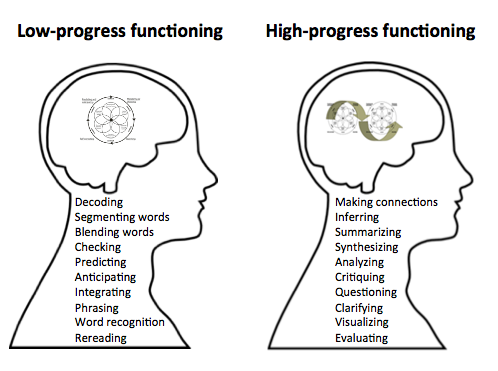 Low-progress functioning
Decoding
Segmenting words
Blending words
Checking
Predicting
Anticipating
Integrating
Phrasing
Word recognition
Rereading
High-progress functioning
Making connections
Inferring
Summarizing
Synthesizing
Analyzing
Critiquing
Questioning
Clarifying
Visualizing
Evaluating